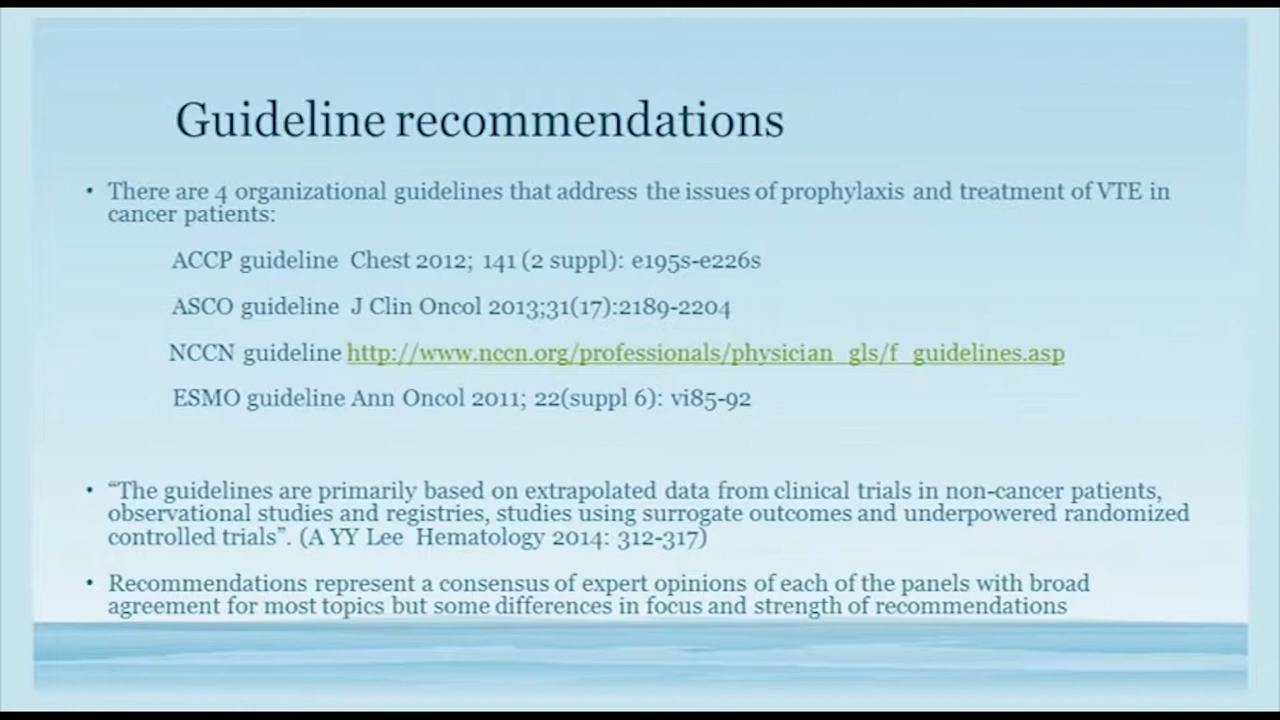 Guideline recommendations
• There are 4 organizational guidelines that address the issues of prophylaxis and treatment of VTE in
cancer patients:
ACCP guideline Chest 2012; 141 (2 suppl): e195s-e226s
ASCO guideline J Clin Oncol 2013;31(17):2189-2204
NCCN guideline http://www.nccn.org/professionals/physician_gls/f_guidelines.asp
ESMO guideline Ann Oncol 2011; 22(suppl 6): vi85-92
• “The guidelines are primarily based on extrapolated data from clinical trials in non-cancer patients,
observational studies and registries, studies using surrogate outcomes and underpowered randomized
controlled trials”. (A YY Lee Hematology 2014: 312-317)
• Recommendations represent a consensus of expert opinions of each of the panels with broad
agreement for most topics but some differences in focus and strength of recommendations